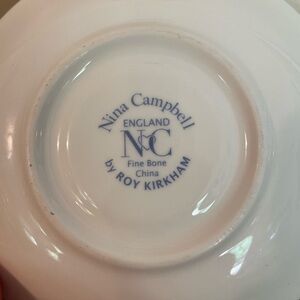 Nina Campbell
ENGLAND
NC
Fine Bone
China
by ROY KIRKHAM